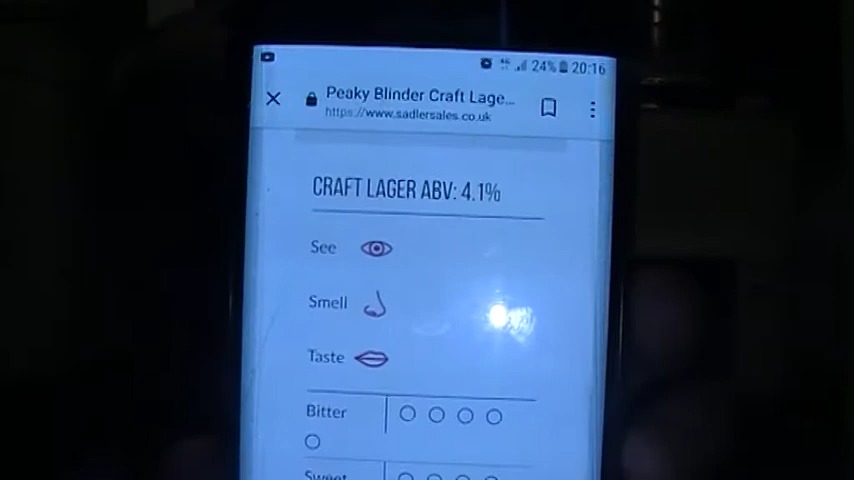 24% 20:16
Peaky Blinder Craft Lage...
https://www.sadlersales.co.uk
CRAFT LAGER ABV: 4.1%
See
Smell
Taste
Bitter
Sweet